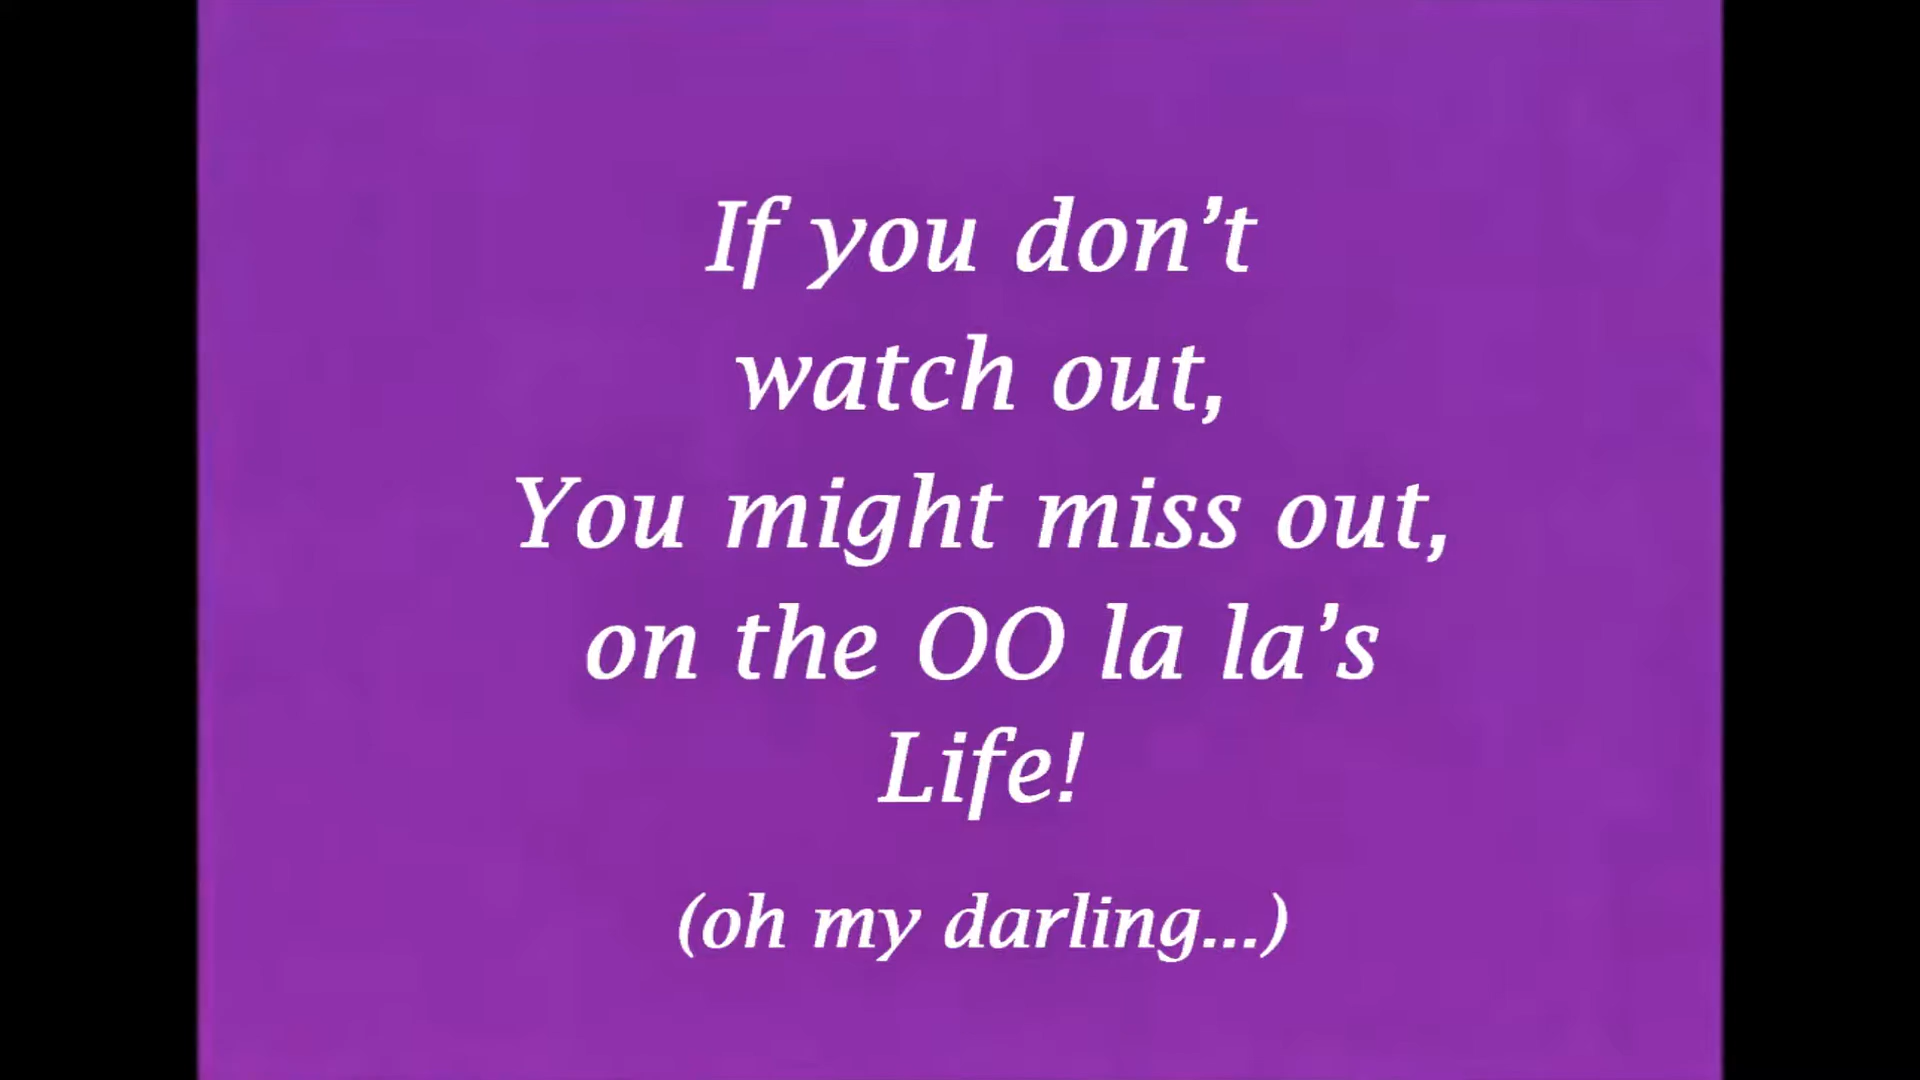 If you don’t
watch out,
You might miss out,
on the OO la la’s
Life!
(oh my darling...)